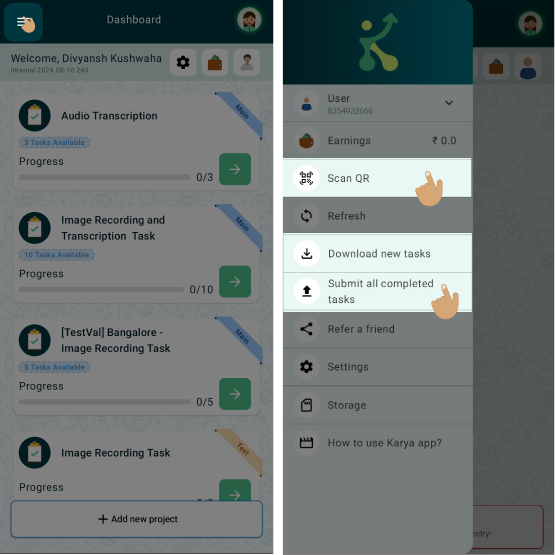 Dashboard
Welcome, Divyansh Kushwaha
Internal 2024.08-10 243
Audio Transcription
Main
3 Tasks Available
Progress
0/3
Image Recording and
Transcription Task
Main
10 Tasks Available
Progress
0/10
[TestVal] Bangalore -
Image Recording Task
Main
5 Tasks Available
Progress
0/5
Image Recording Task
Test
Progress
Add new project
User
8354932666
Earnings
₹ 0.0
Scan QR
Refresh
Download new tasks
Submit all completed
tasks
Refer a friend
Settings
Storage
How to use Karya app?
retry!